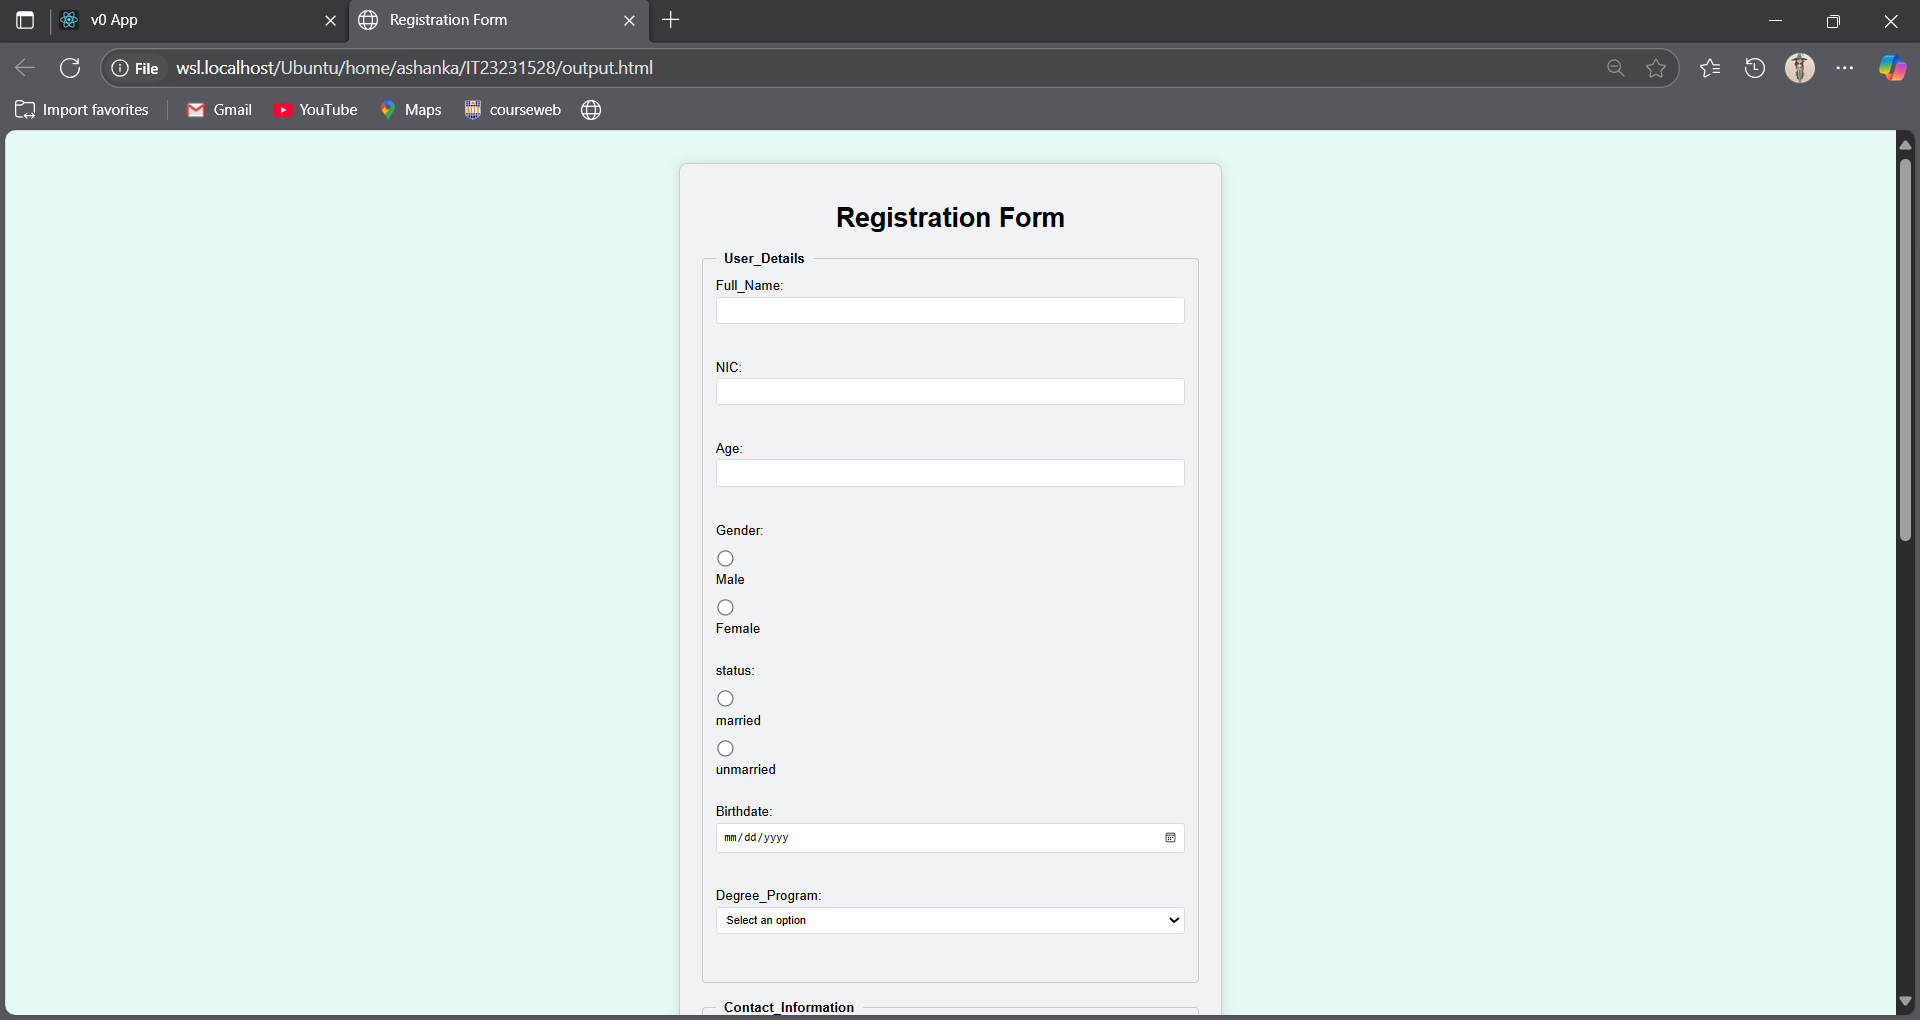 v0 App
Registration Form
File wsl.localhost/Ubuntu/home/ashanka/IT23231528/output.html
Import favorites Gmail YouTube Maps courseweb
Registration Form
User_Details
Full_Name:
NIC:
Age:
Gender:
Male
Female
status:
married
unmarried
Birthdate:
mm/dd/yyyy
Degree_Program:
Select an option
Contact_Information